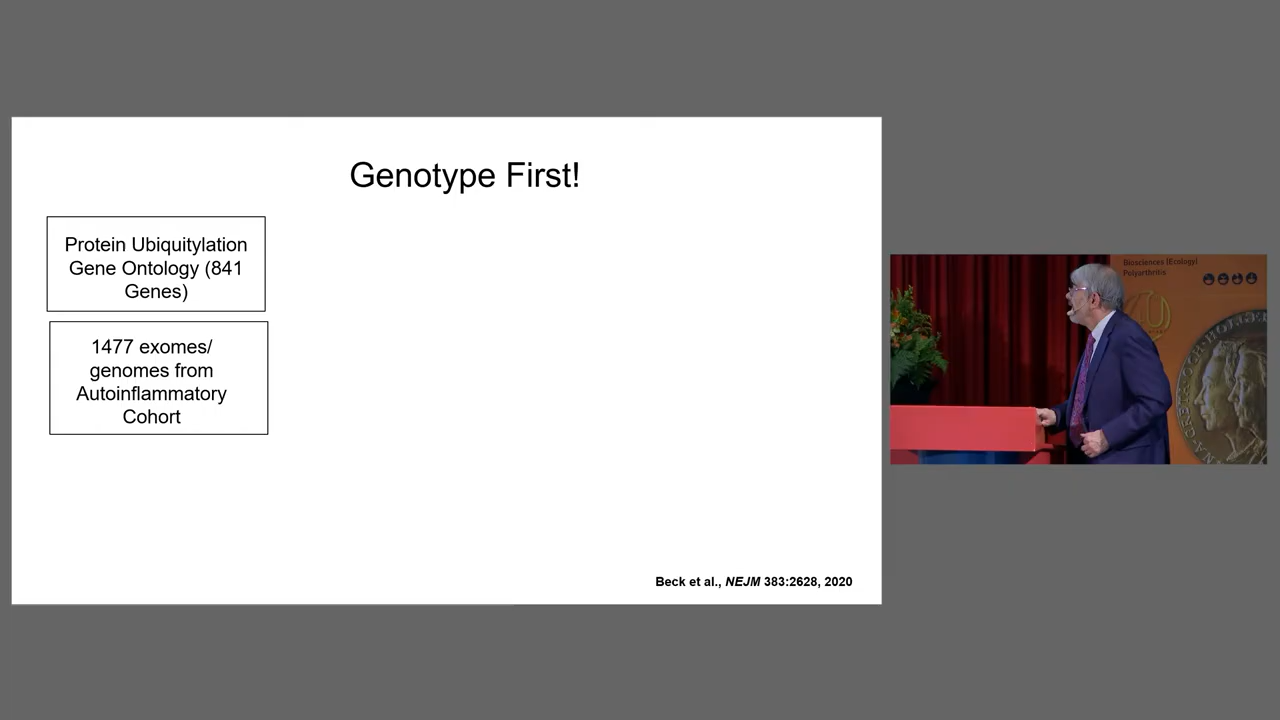 Genotype First!
Protein Ubiquitylation
Gene Ontology (841
Genes)
1477 exomes/
genomes from
Autoinflammatory
Cohort
Beck et al., NEJM 383:2628, 2020
Biosciences (Ecology)
Polyarthritis